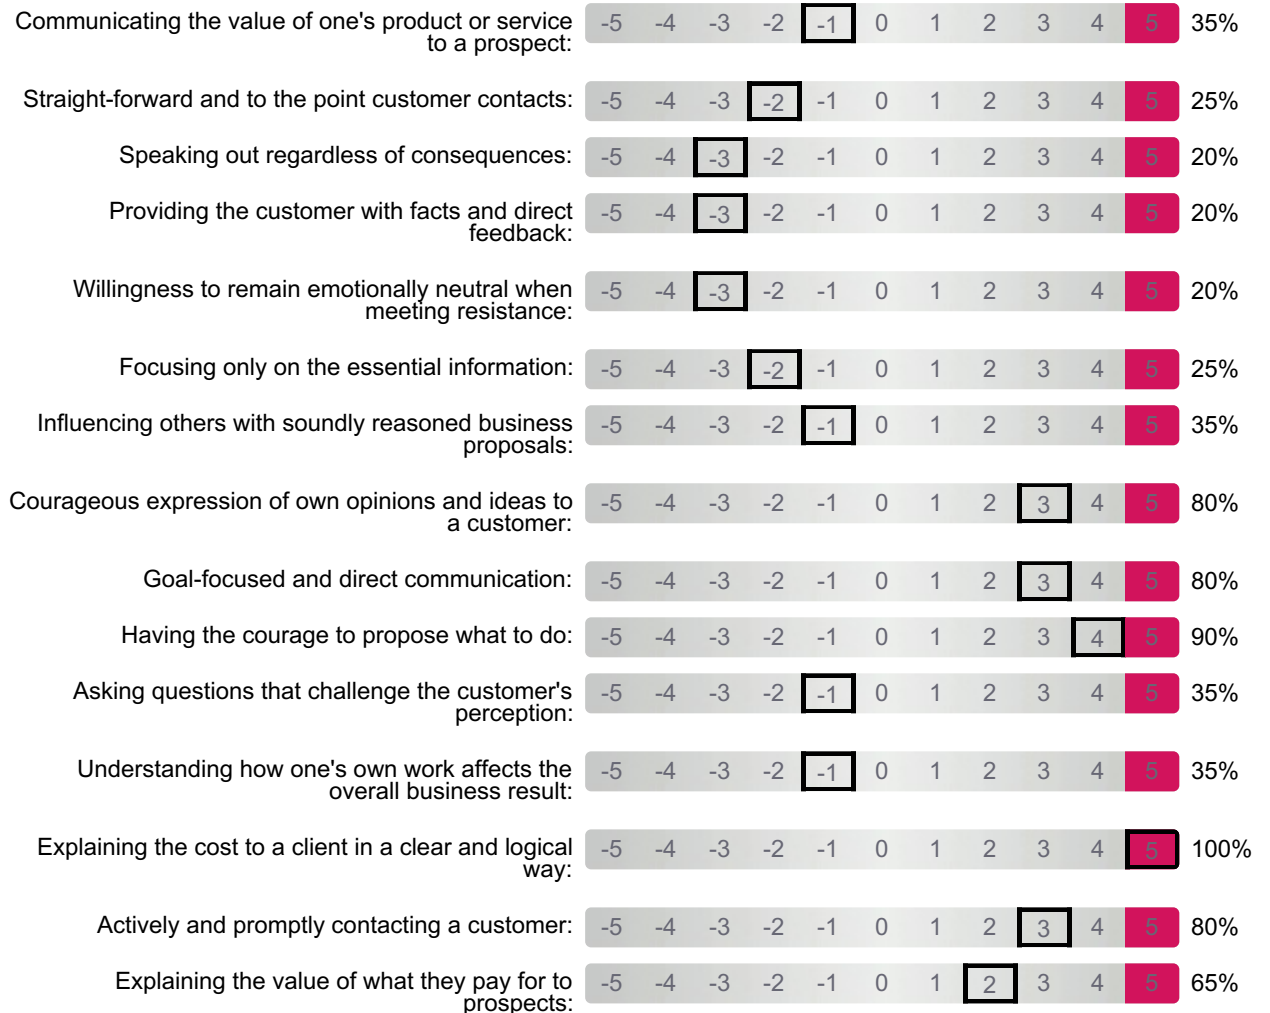 Communicating the value of one's product or service
to a prospect: -5 -4 -3 -2 -1 0 1 2 3 4 5 35%
Straight-forward and to the point customer contacts: -5 -4 -3 -2 -1 0 1 2 3 4 5 25%
Speaking out regardless of consequences: -5 -4 -3 -2 -1 0 1 2 3 4 5 20%
Providing the customer with facts and direct
feedback: -5 -4 -3 -2 -1 0 1 2 3 4 5 20%
Willingness to remain emotionally neutral when
meeting resistance: -5 -4 -3 -2 -1 0 1 2 3 4 5 20%
Focusing only on the essential information: -5 -4 -3 -2 -1 0 1 2 3 4 5 25%
Influencing others with soundly reasoned business
proposals: -5 -4 -3 -2 -1 0 1 2 3 4 5 35%
Courageous expression of own opinions and ideas to
a customer: -5 -4 -3 -2 -1 0 1 2 3 4 5 80%
Goal-focused and direct communication: -5 -4 -3 -2 -1 0 1 2 3 4 5 80%
Having the courage to propose what to do: -5 -4 -3 -2 -1 0 1 2 3 4 5 90%
Asking questions that challenge the customer's
perception: -5 -4 -3 -2 -1 0 1 2 3 4 5 35%
Understanding how one's own work affects the
overall business result: -5 -4 -3 -2 -1 0 1 2 3 4 5 35%
Explaining the cost to a client in a clear and logical
way: -5 -4 -3 -2 -1 0 1 2 3 4 5 100%
Actively and promptly contacting a customer: -5 -4 -3 -2 -1 0 1 2 3 4 5 80%
Explaining the value of what they pay for to
prospects: -5 -4 -3 -2 -1 0 1 2 3 4 5 65%